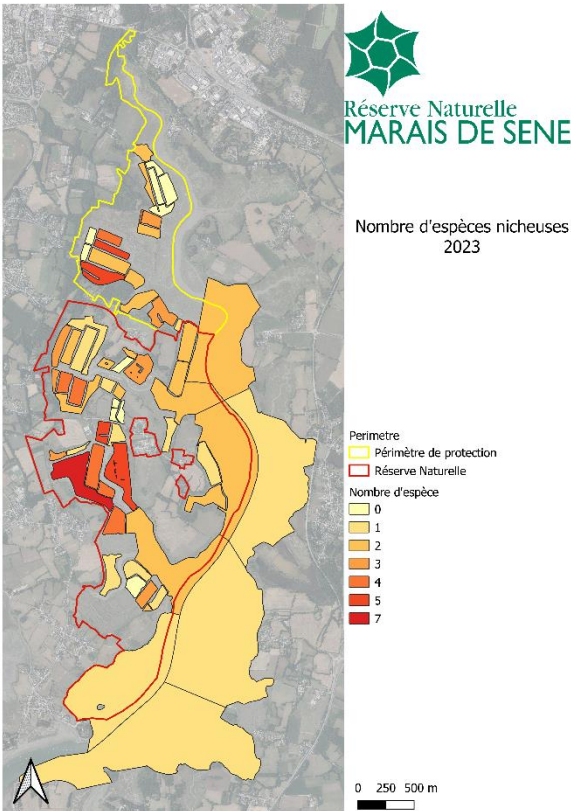 Réserve Naturelle
MARAIS DE SENE
Nombre d'espèces nicheuses
2023
Perimetre
Périmètre de protection
Réserve Naturelle
Nombre d'espèce
0
1
2
3
4
5
7
0 250 500 m